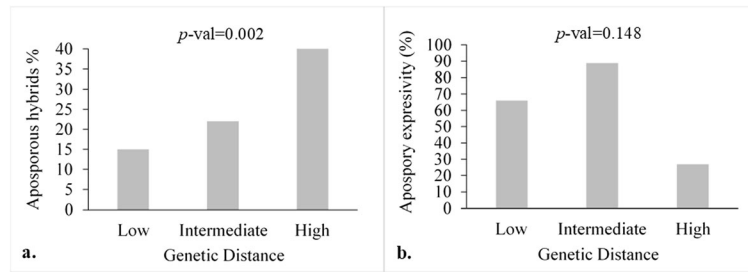 p-val=0.002
Aposporous hybrids %
40
35
30
25
20
15
10
5
0
Low Intermediate High
Genetic Distance
a.
p-val=0.148
Apospory expresivity (%)
100
90
80
70
60
50
40
30
20
10
0
Low Intermediate High
Genetic Distance
b.